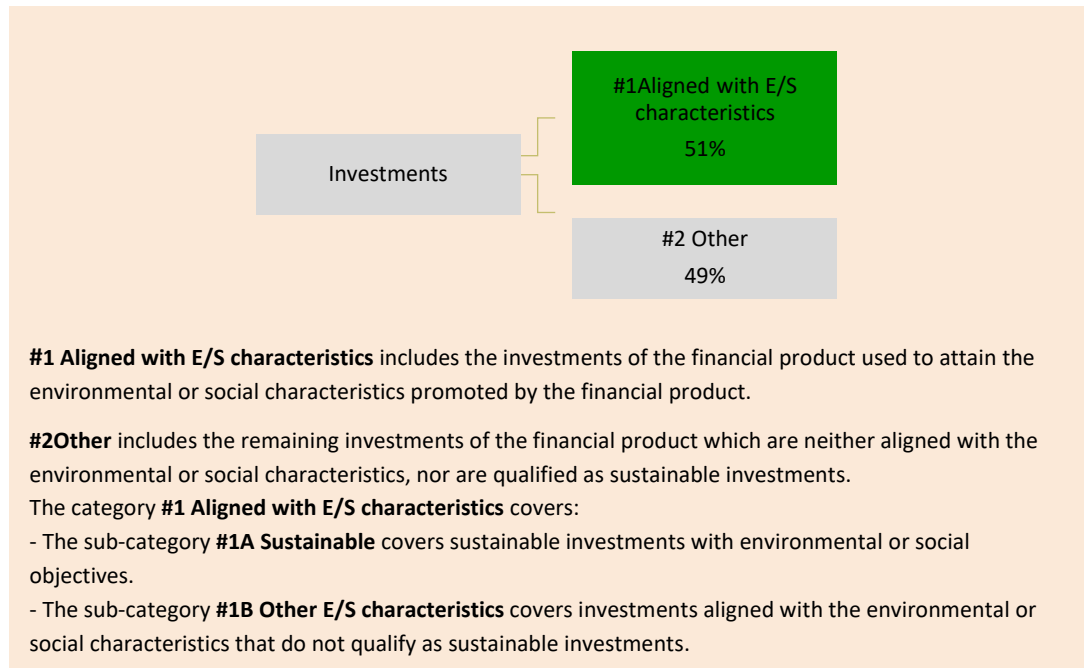 #1Aligned with E/S
characteristics
51%
Investments
#2 Other
49%
#1 Aligned with E/S characteristics includes the investments of the financial product used to attain the
environmental or social characteristics promoted by the financial product.
#2Other includes the remaining investments of the financial product which are neither aligned with the
environmental or social characteristics, nor are qualified as sustainable investments.
The category #1 Aligned with E/S characteristics covers:
- The sub-category #1A Sustainable covers sustainable investments with environmental or social
objectives.
- The sub-category #1B Other E/S characteristics covers investments aligned with the environmental or
social characteristics that do not qualify as sustainable investments.